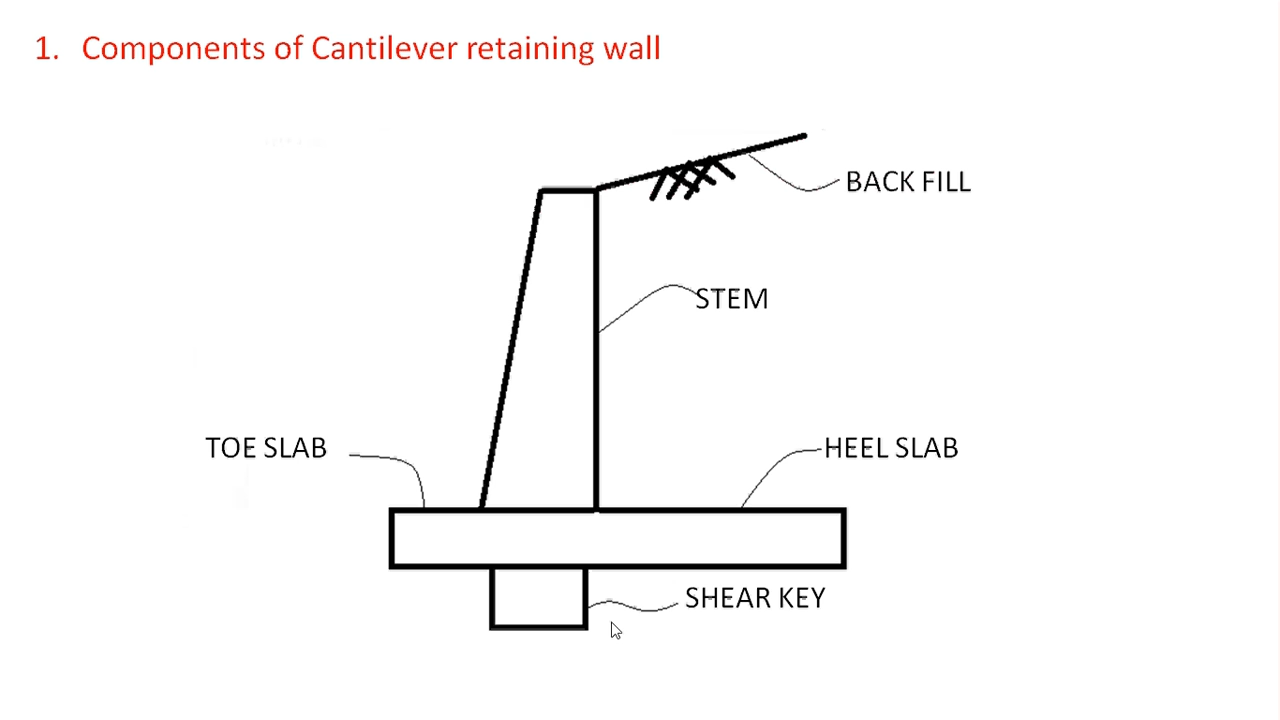 1. Components of Cantilever retaining wall
BACK FILL
STEM
TOE SLAB
HEEL SLAB
SHEAR KEY